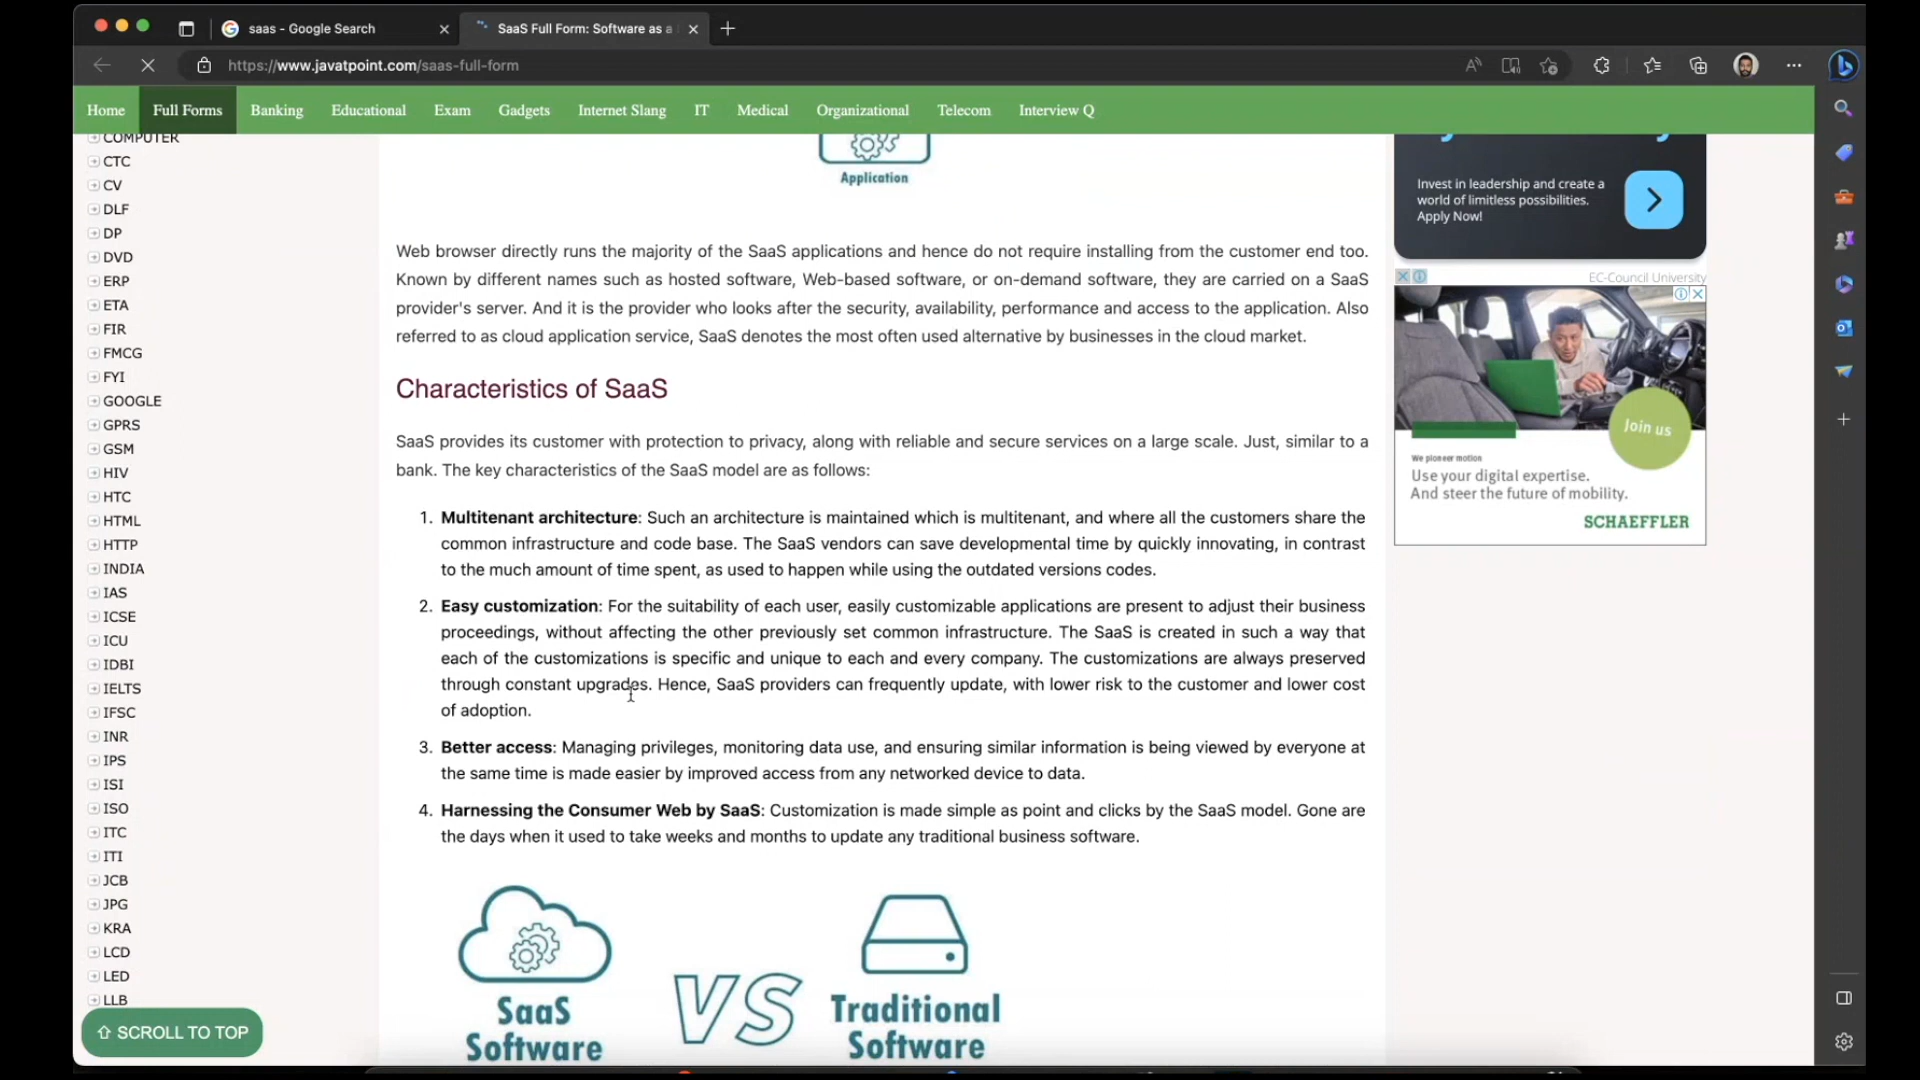 saas - Google Search
SaaS Full Form: Software as a
https://www.javatpoint.com/saas-full-form
Home Full Forms Banking Educational Exam Gadgets Internet Slang IT Medical Organizational Telecom Interview Q
COMPUTER
CTC
CV
DLF
DP
DVD
ERP
ETA
FIR
FMCG
FYI
GOOGLE
GPRS
GSM
HIV
HTC
HTML
HTTP
INDIA
IAS
ICSE
ICU
IDBI
IELTS
IFSC
INR
IPS
ISI
ISO
ITC
ITI
JCB
JPG
KRA
LCD
LED
LLB
SCROLL TO TOP
Application
Web browser directly runs the majority of the SaaS applications and hence do not require installing from the customer end too.
Known by different names such as hosted software, Web-based software, or on-demand software, they are carried on a SaaS
provider's server. And it is the provider who looks after the security, availability, performance and access to the application. Also
referred to as cloud application service, SaaS denotes the most often used alternative by businesses in the cloud market.
Characteristics of SaaS
SaaS provides its customer with protection to privacy, along with reliable and secure services on a large scale. Just, similar to a
bank. The key characteristics of the SaaS model are as follows:
1. Multitenant architecture: Such an architecture is maintained which is multitenant, and where all the customers share the
common infrastructure and code base. The SaaS vendors can save developmental time by quickly innovating, in contrast
to the much amount of time spent, as used to happen while using the outdated versions codes.
2. Easy customization: For the suitability of each user, easily customizable applications are present to adjust their business
proceedings, without affecting the other previously set common infrastructure. The SaaS is created in such a way that
each of the customizations is specific and unique to each and every company. The customizations are always preserved
through constant upgrades. Hence, SaaS providers can frequently update, with lower risk to the customer and lower cost
of adoption.
3. Better access: Managing privileges, monitoring data use, and ensuring similar information is being viewed by everyone at
the same time is made easier by improved access from any networked device to data.
4. Harnessing the Consumer Web by SaaS: Customization is made simple as point and clicks by the SaaS model. Gone are
the days when it used to take weeks and months to update any traditional business software.
SaaS
Software
VS
Traditional
Software
Invest in leadership and create a
world of limitless possibilities.
Apply Now!
EC-Council University
Join us
We pioneer motion
Use your digital expertise.
And steer the future of mobility.
SCHAEFFLER